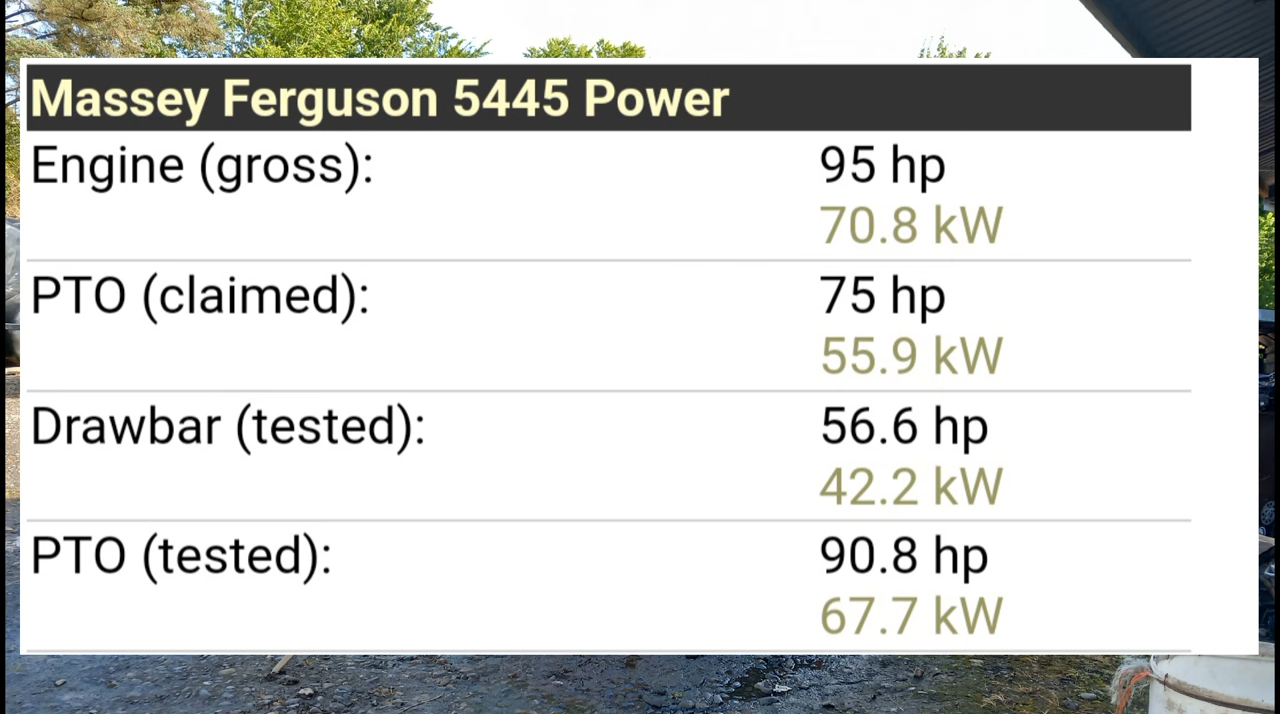 Massey Ferguson 5445 Power
Engine (gross): 95 hp
70.8 kW
PTO (claimed): 75 hp
55.9 kW
Drawbar (tested): 56.6 hp
42.2 kW
PTO (tested): 90.8 hp
67.7 kW